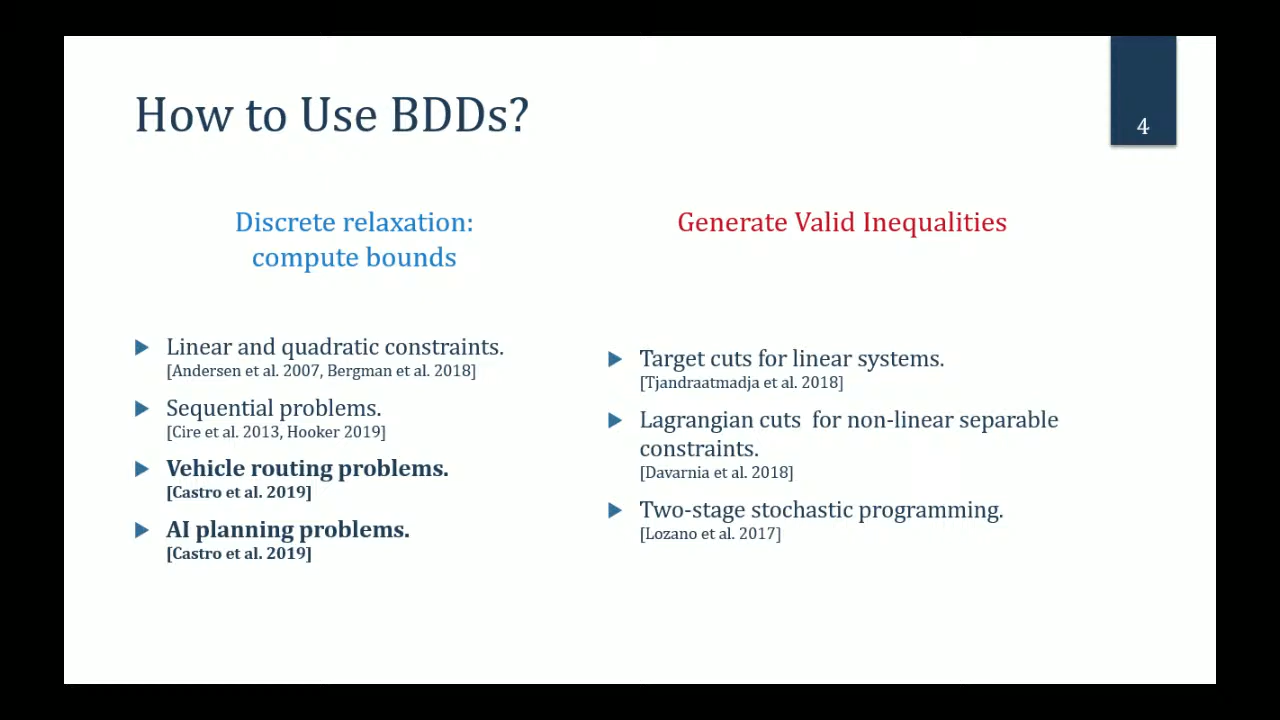 How to Use BDDs?
4
Discrete relaxation:
compute bounds
Linear and quadratic constraints.
[Andersen et al. 2007, Bergman et al. 2018]
Sequential problems.
[Cire et al. 2013, Hooker 2019]
Vehicle routing problems.
[Castro et al. 2019]
AI planning problems.
[Castro et al. 2019]
Generate Valid Inequalities
Target cuts for linear systems.
[Tjandraatmadja et al. 2018]
Lagrangian cuts  for non-linear separable
constraints.
[Davarnia et al. 2018]
Two-stage stochastic programming.
[Lozano et al. 2017]